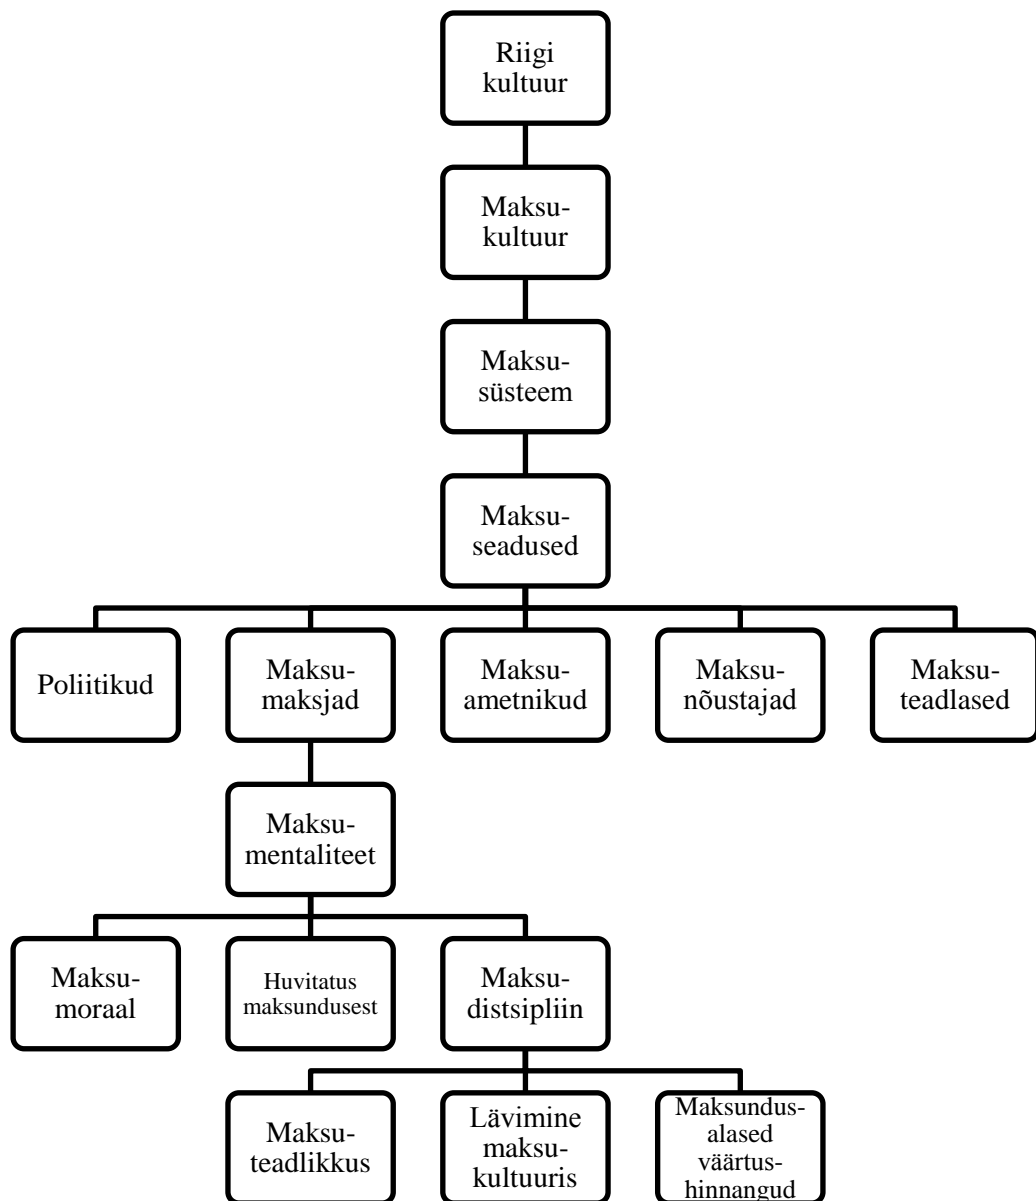 Riigi
kultuur
Maksu-
kultuur
Maksu-
süsteem
Maksu-
seadused
Poliitikud
Maksu-
maksjad
Maksu-
ametnikud
Maksu-
nõustajad
Maksu-
teadlased
Maksu-
mentaliteet
Maksu-
moraal
Huvitatus
maksundusest
Maksu-
distsipliin
Maksu-
teadlikkus
Lävimine
maksu-
kultuuris
Maksundus-
alased
väärtus-
hinnangud